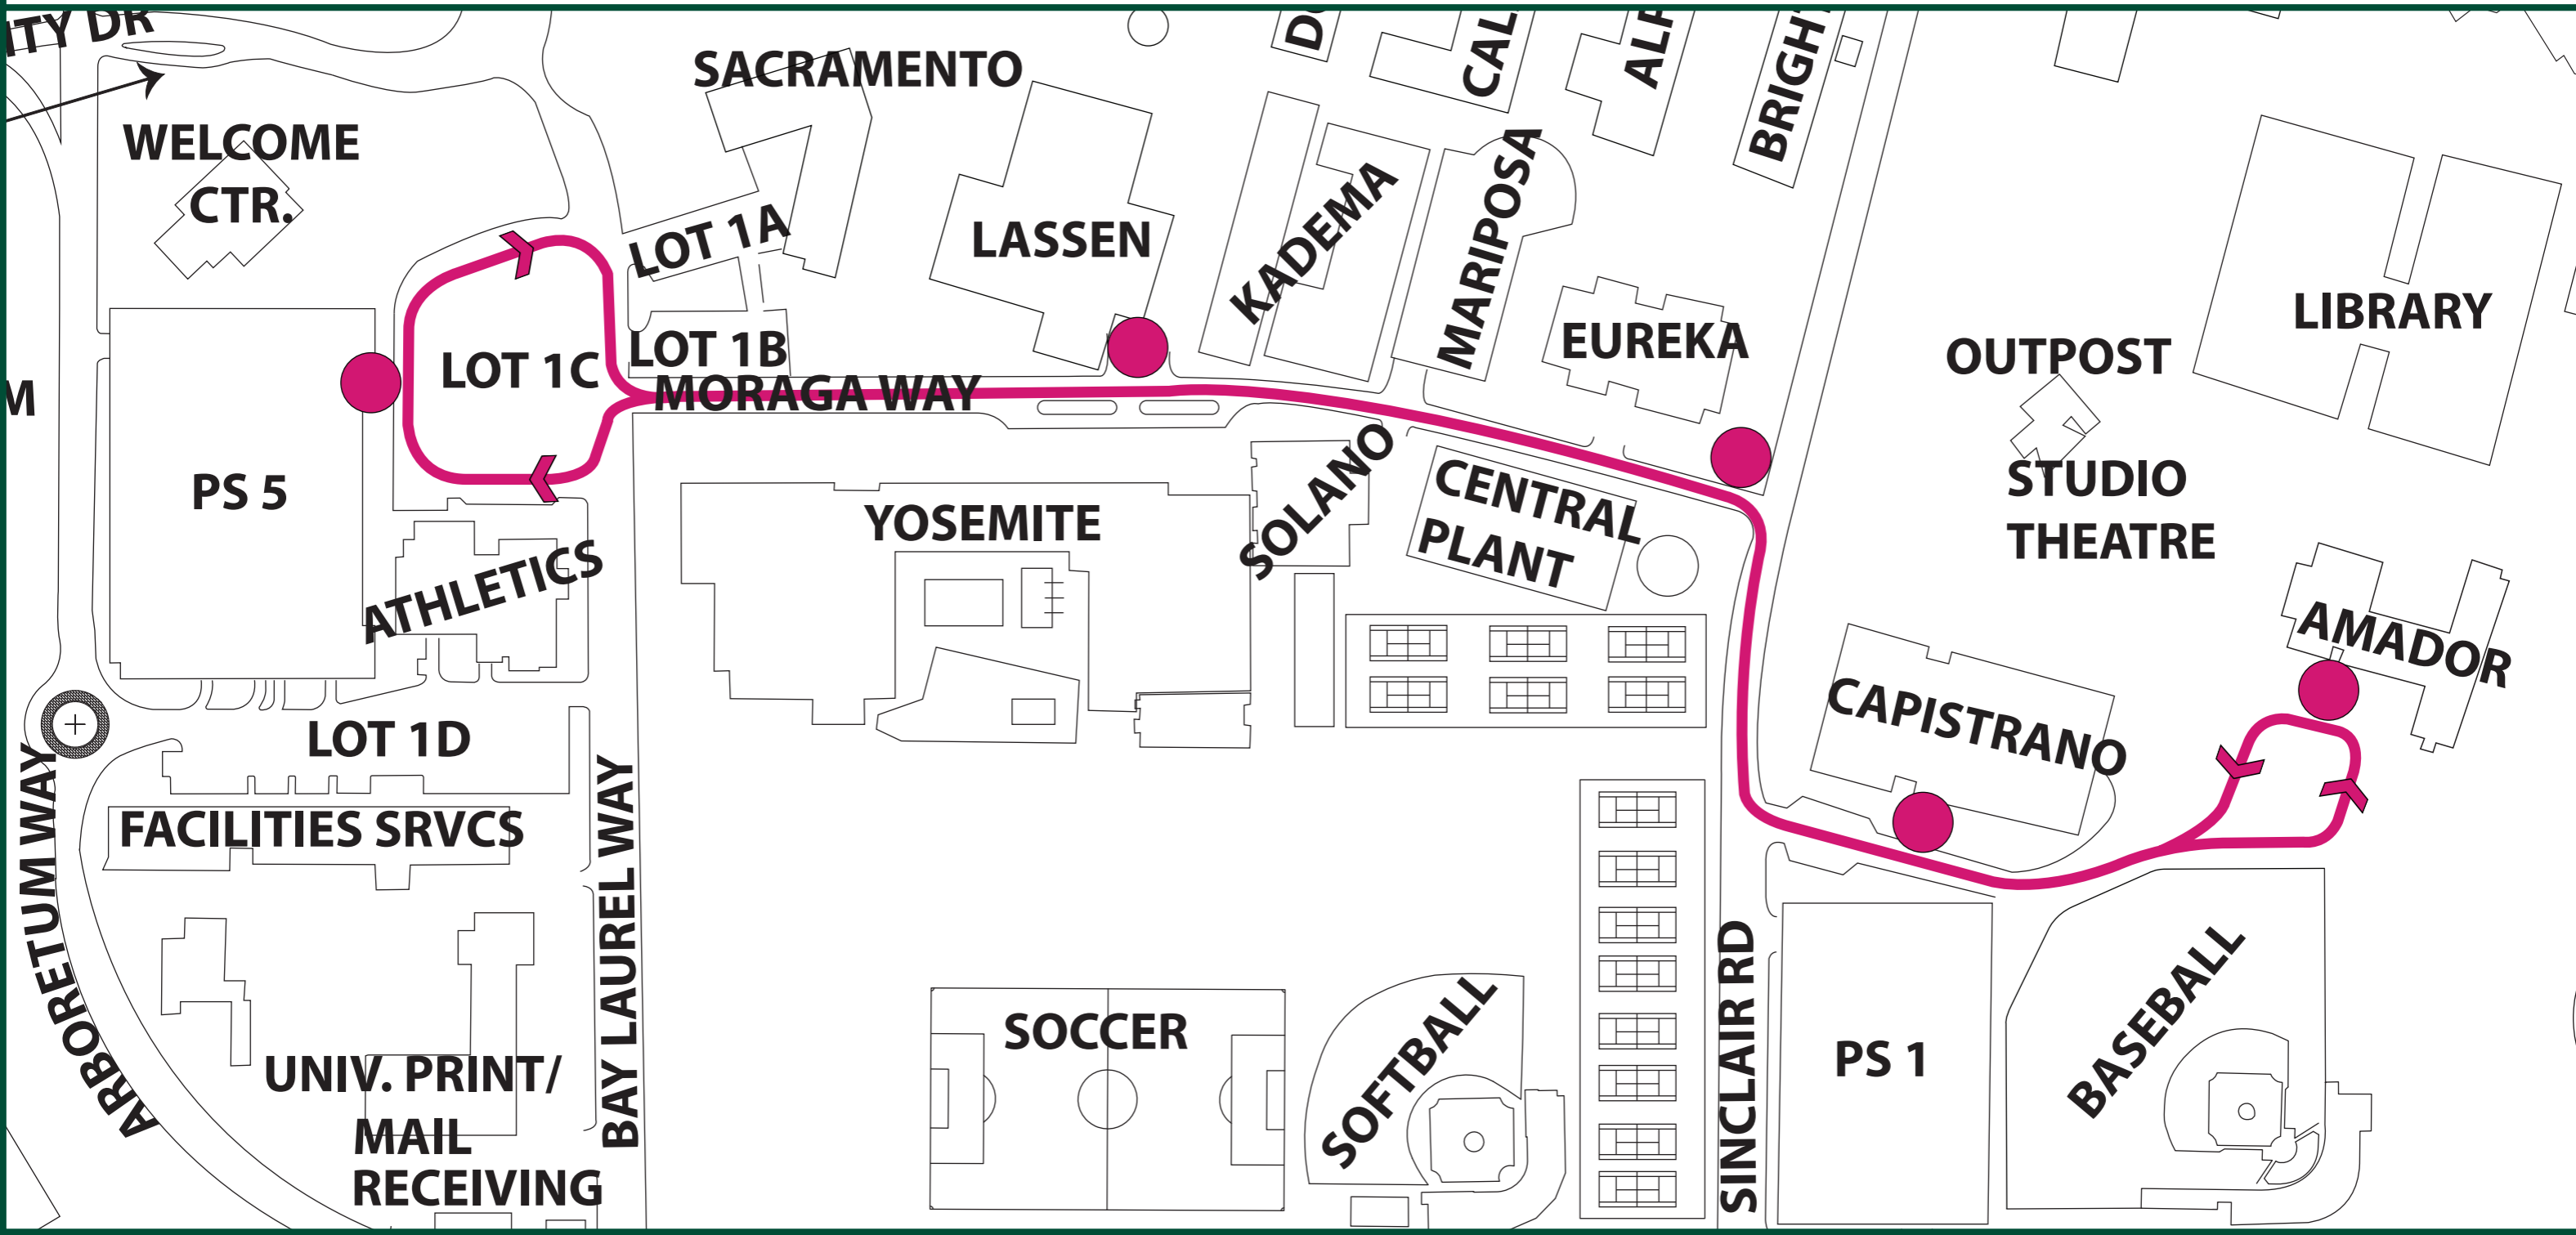 SACRAMENTO
WELCOME
CTR.
LOT 1A
LASSEN
KADEMA
MARIPOSA
EUREKA
LIBRARY
OUTPOST
LOT 1C
LOT 1B
MORAGA WAY
PS 5
YOSEMITE
SOLANO
CENTRAL
PLANT
STUDIO
THEATRE
ATHLETICS
AMADOR
CAPISTRANO
LOT 1D
FACILITIES SRVCS
ARBORETUM WAY
BAY LAUREL WAY
UNIV. PRINT/
MAIL
RECEIVING
SOCCER
SOFTBALL
SINCLAIR RD
PS 1
BASEBALL